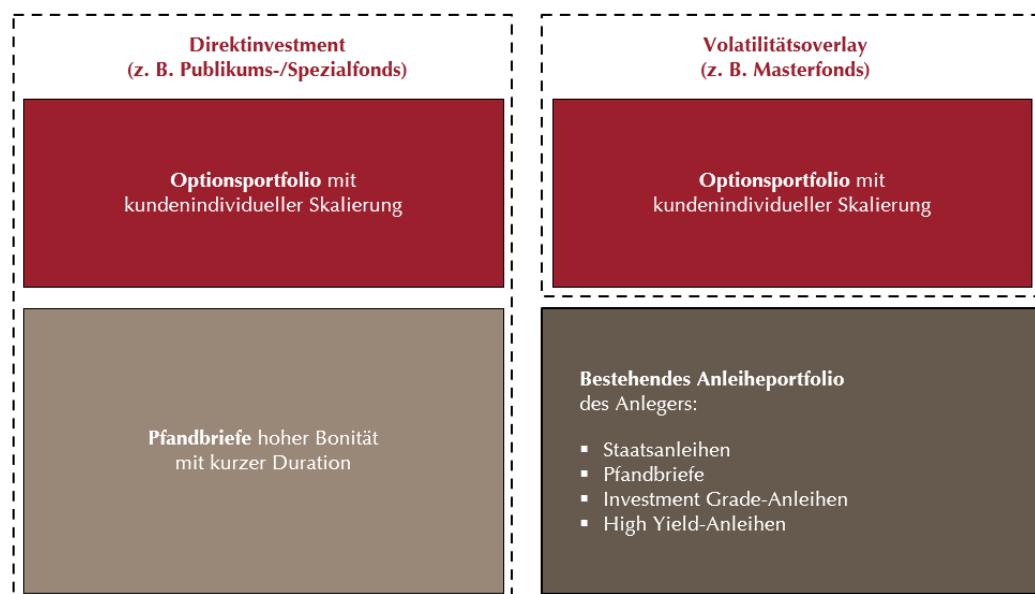 Direktinvestment
(z. B. Publikums-/Spezialfonds)
Optionsportfolio mit
kundenindividueller Skalierung
Pfandbriefe hoher Bonität
mit kurzer Duration
Volatilitätsoverlay
(z. B. Masterfonds)
Optionsportfolio mit
kundenindividueller Skalierung
Bestehendes Anleiheportfolio
des Anlegers:
▪ Staatsanleihen
▪ Pfandbriefe
▪ Investment Grade-Anleihen
▪ High Yield-Anleihen